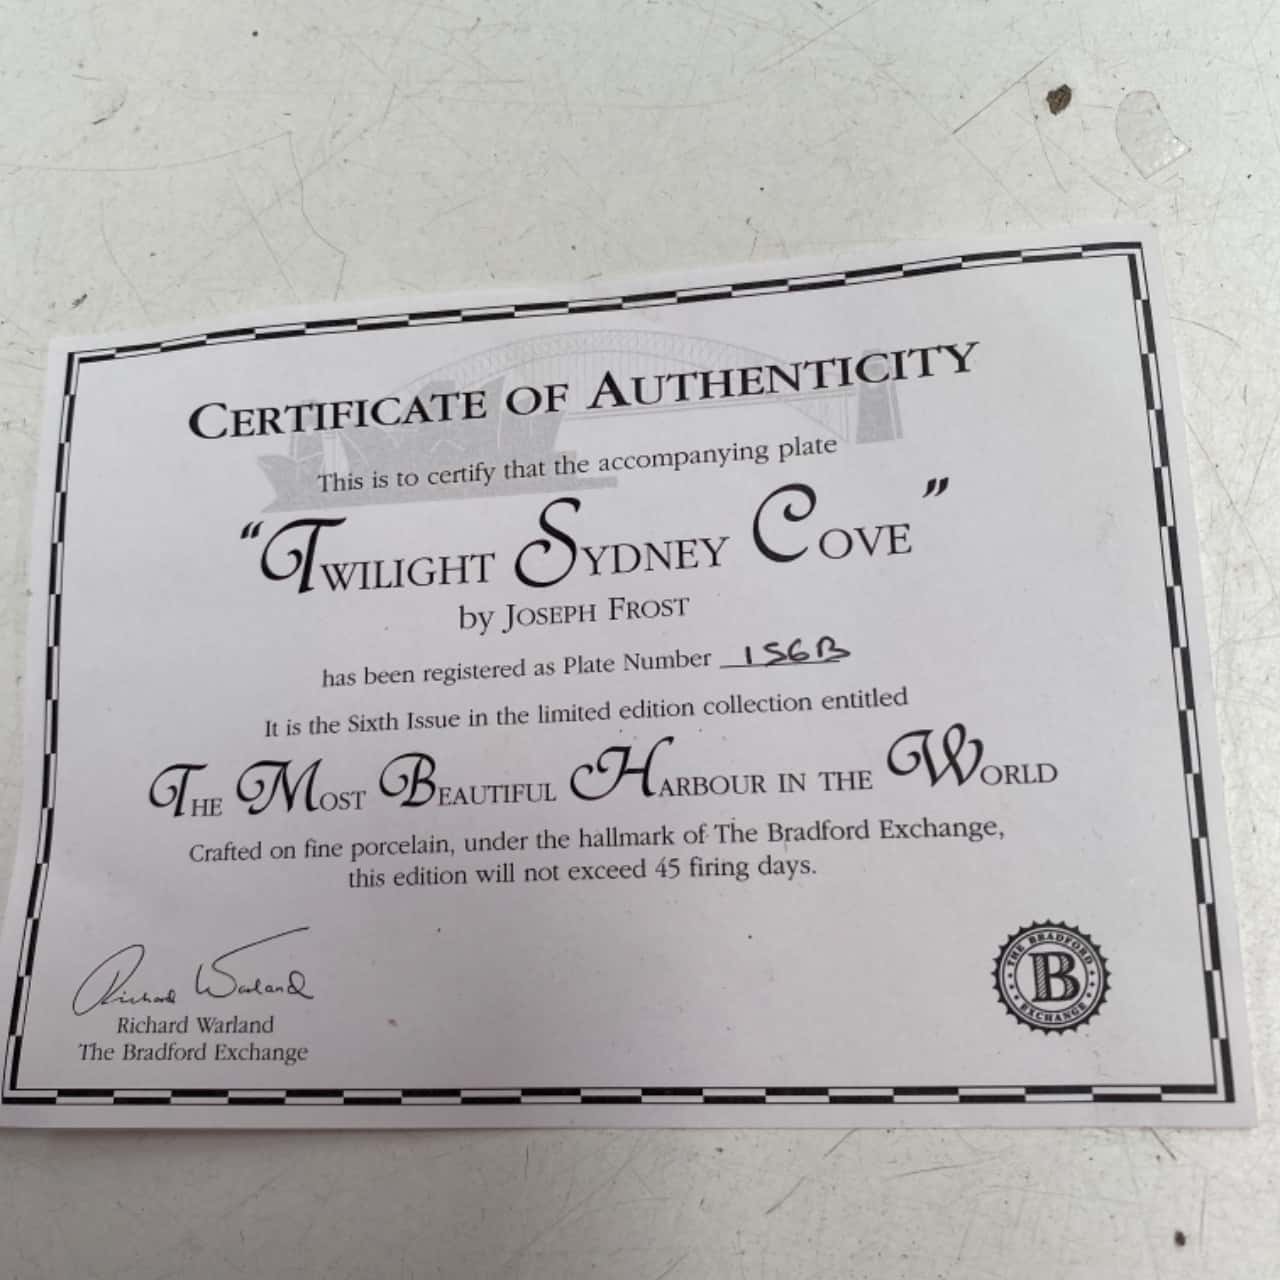 CERTIFICATE OF AUTHENTICITY
This is to certify that the accompanying plate
"TWILIGHT SYDNEY COVE"
by JOSEPH FROST
has been registered as Plate Number 156B
It is the Sixth Issue in the limited edition collection entitled
THE MOST BEAUTIFUL HARBOUR IN THE WORLD
Crafted on fine porcelain, under the hallmark of The Bradford Exchange,
this edition will not exceed 45 firing days.
Richard Warland
Richard Warland
The Bradford Exchange
THE BRADFORD
B
EXCHANGE